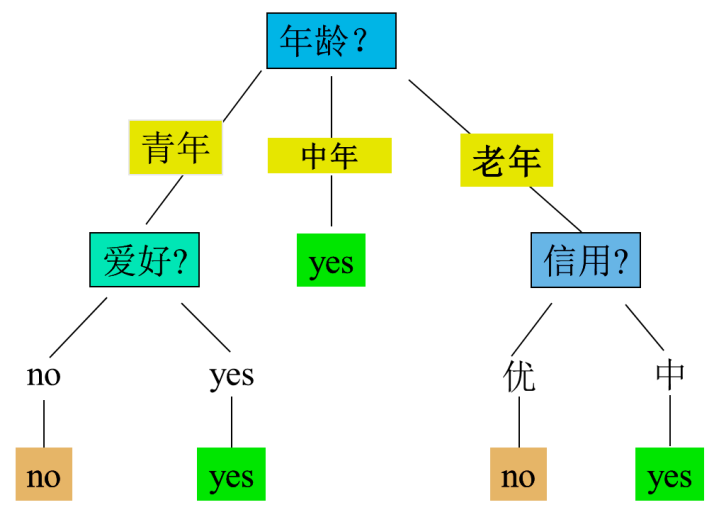 年龄?
青年
中年
老年
爱好?
yes
信用?
no
yes
优
中
no
yes
no
yes